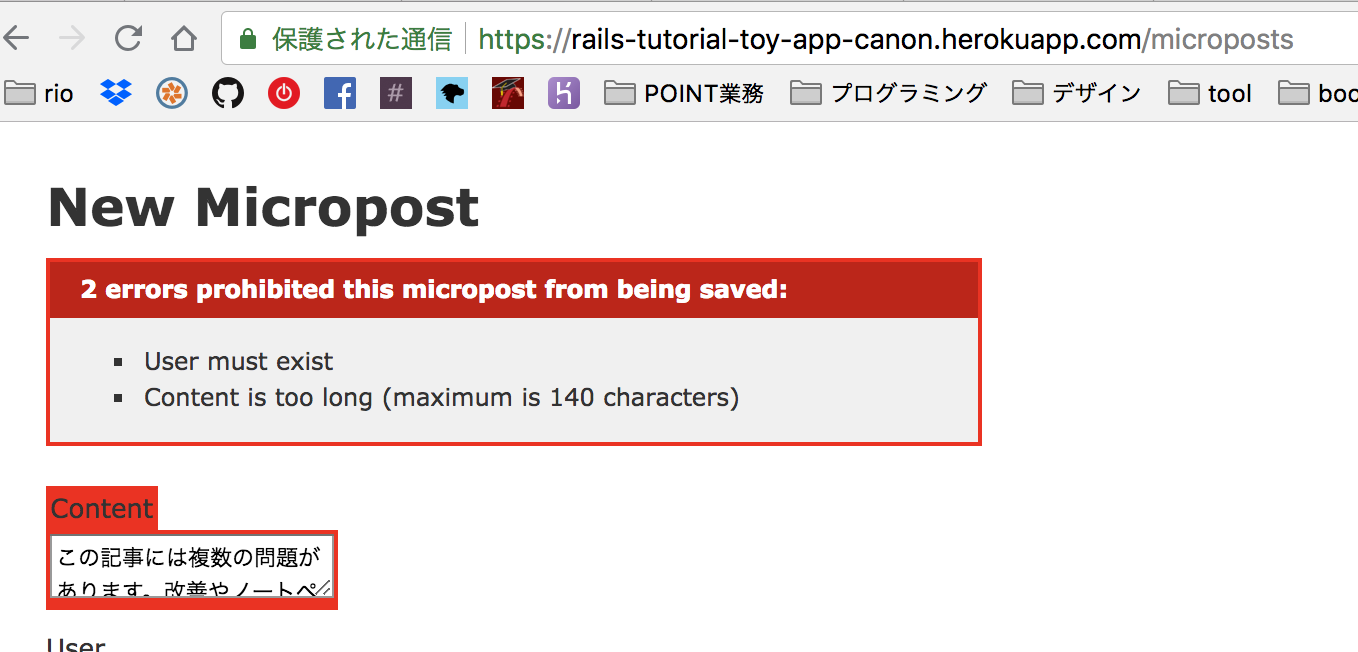 保護された通信 https://rails-tutorial-toy-app-canon.herokuapp.com/microposts
rio # POINT業務 プログラミング デザイン tool boo
New Micropost
2 errors prohibited this micropost from being saved:
User must exist
Content is too long (maximum is 140 characters)
Content
この記事には複数の問題が
あります。改善やノートペ
User